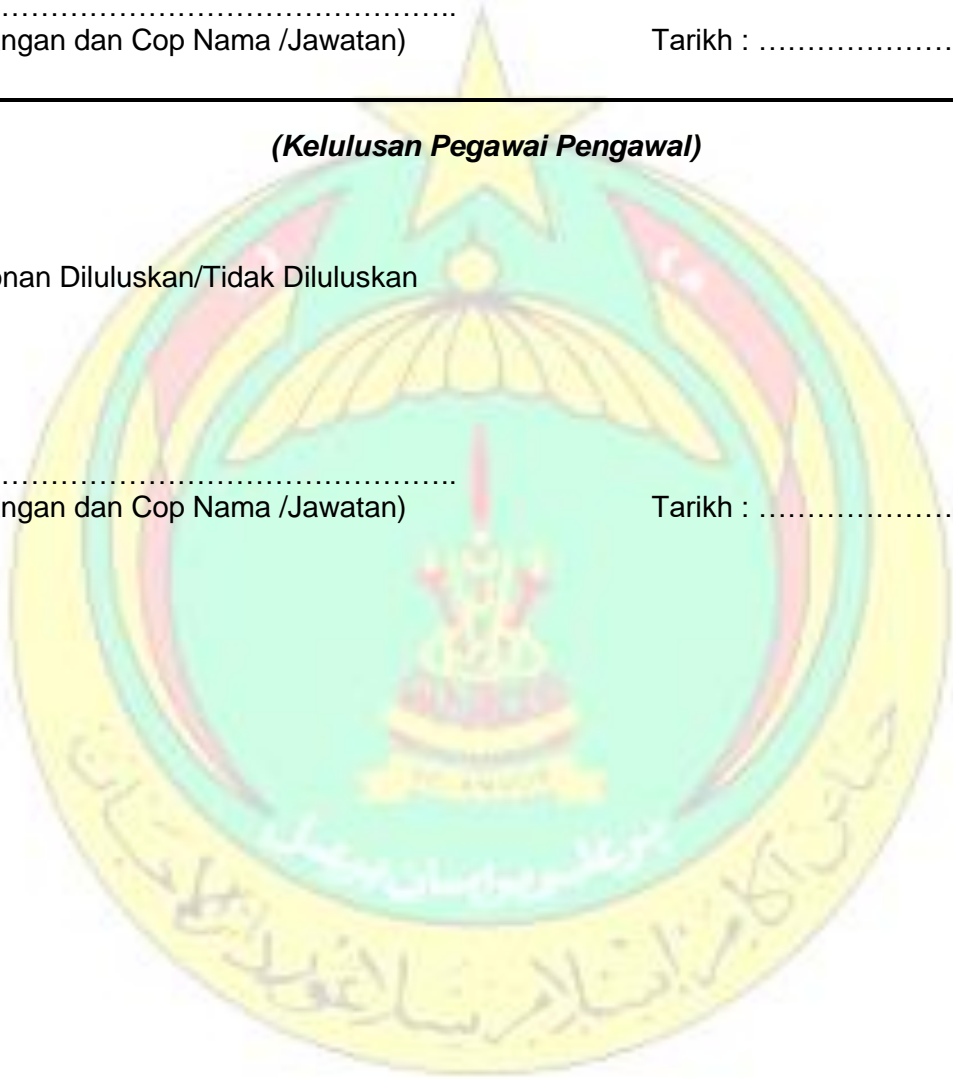 ……………………………………………..
ngan dan Cop Nama /Jawatan) Tarikh : …………………
(Kelulusan Pegawai Pengawal)
onan Diluluskan/Tidak Diluluskan
……………………………………………..
ngan dan Cop Nama /Jawatan) Tarikh : …………………